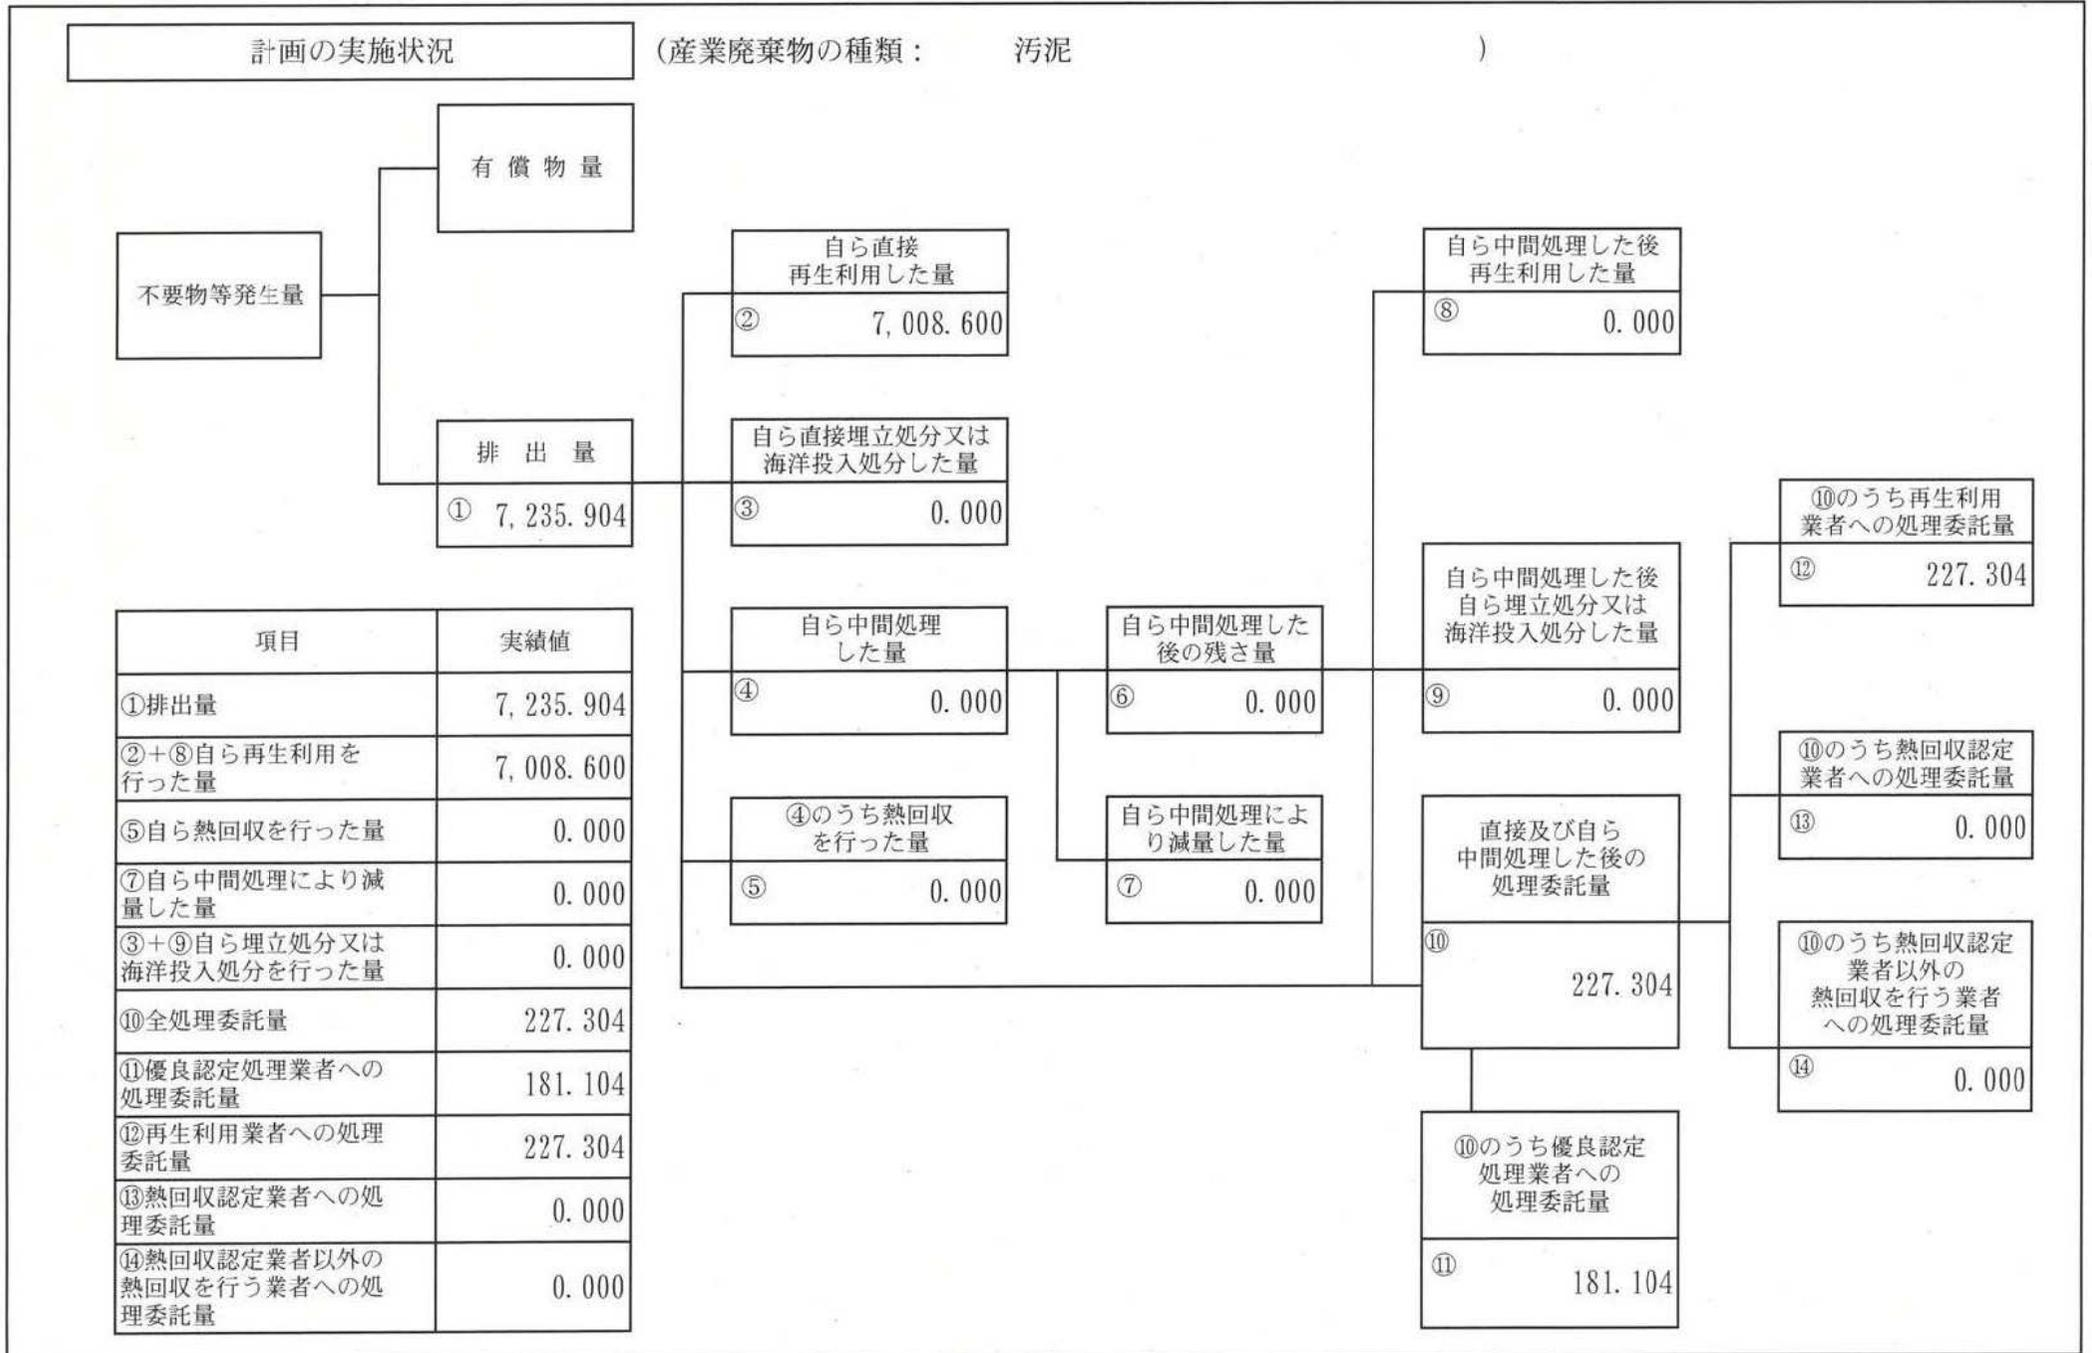 計画の実施状況 (産業廃棄物の種類： 汚泥 )
有償物量
不要物等発生量
排出量
① 7,235.904
自ら直接
再生利用した量
② 7,008.600
自ら直接埋立処分又は
海洋投入処分した量
③ 0.000
自ら中間処理
した量
④ 0.000
④のうち熱回収
を行った量
⑤ 0.000
自ら中間処理した
後の残さ量
⑥ 0.000
自ら中間処理によ
り減量した量
⑦ 0.000
自ら中間処理した後
再生利用した量
⑧ 0.000
自ら中間処理した後
自ら埋立処分又は
海洋投入処分した量
⑨ 0.000
直接及び自ら
中間処理した後の
処理委託量
⑩
227.304
⑩のうち優良認定
処理業者への
処理委託量
⑪ 181.104
⑩のうち再生利用
業者への処理委託量
⑫ 227.304
⑩のうち熱回収認定
業者への処理委託量
⑬ 0.000
⑩のうち熱回収認定
業者以外の
熱回収を行う業者
への処理委託量
⑭ 0.000
項目 実績値
①排出量 7,235.904
②＋⑧自ら再生利用を
行った量 7,008.600
⑤自ら熱回収を行った量 0.000
⑦自ら中間処理により減
量した量 0.000
③＋⑨自ら埋立処分又は
海洋投入処分を行った量 0.000
⑩全処理委託量 227.304
⑪優良認定処理業者への
処理委託量 181.104
⑫再生利用業者への処理
委託量 227.304
⑬熱回収認定業者への処
理委託量 0.000
⑭熱回収認定業者以外の
熱回収を行う業者への処
理委託量 0.000